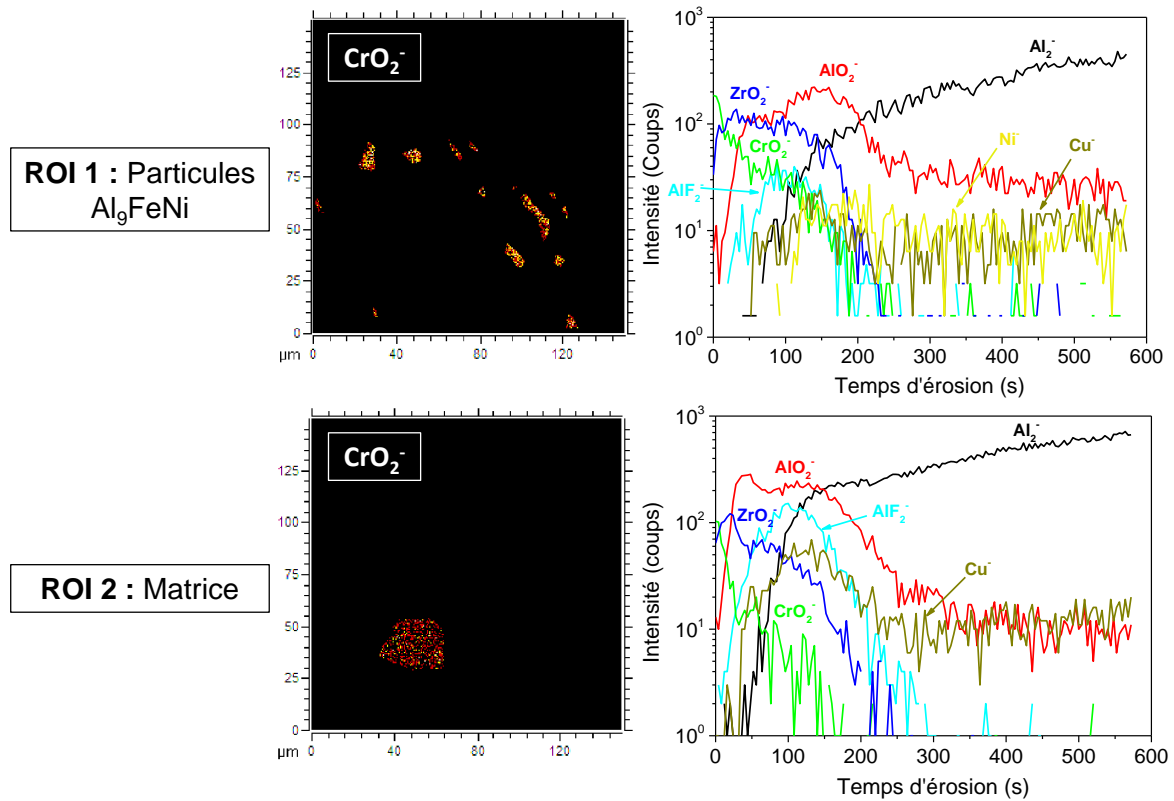 ROI 1 : Particules
Al₉FeNi
CrO₂⁻
125
100
75
50
25
0
µm 0 40 80 120
Intensité (Coups)
10³
10²
10¹
10⁰
Al₂⁻
AlO₂⁻
ZrO₂⁻
CrO₂⁻
Ni⁻
Cu⁻
AlF₂⁻
0 100 200 300 400 500 600
Temps d'érosion (s)
ROI 2 : Matrice
CrO₂⁻
125
100
75
50
25
0
µm 0 40 80 120
Intensité (coups)
10³
10²
10¹
10⁰
Al₂⁻
AlO₂⁻
AlF₂⁻
ZrO₂⁻
Cu⁻
CrO₂⁻
0 100 200 300 400 500 600
Temps d'érosion (s)